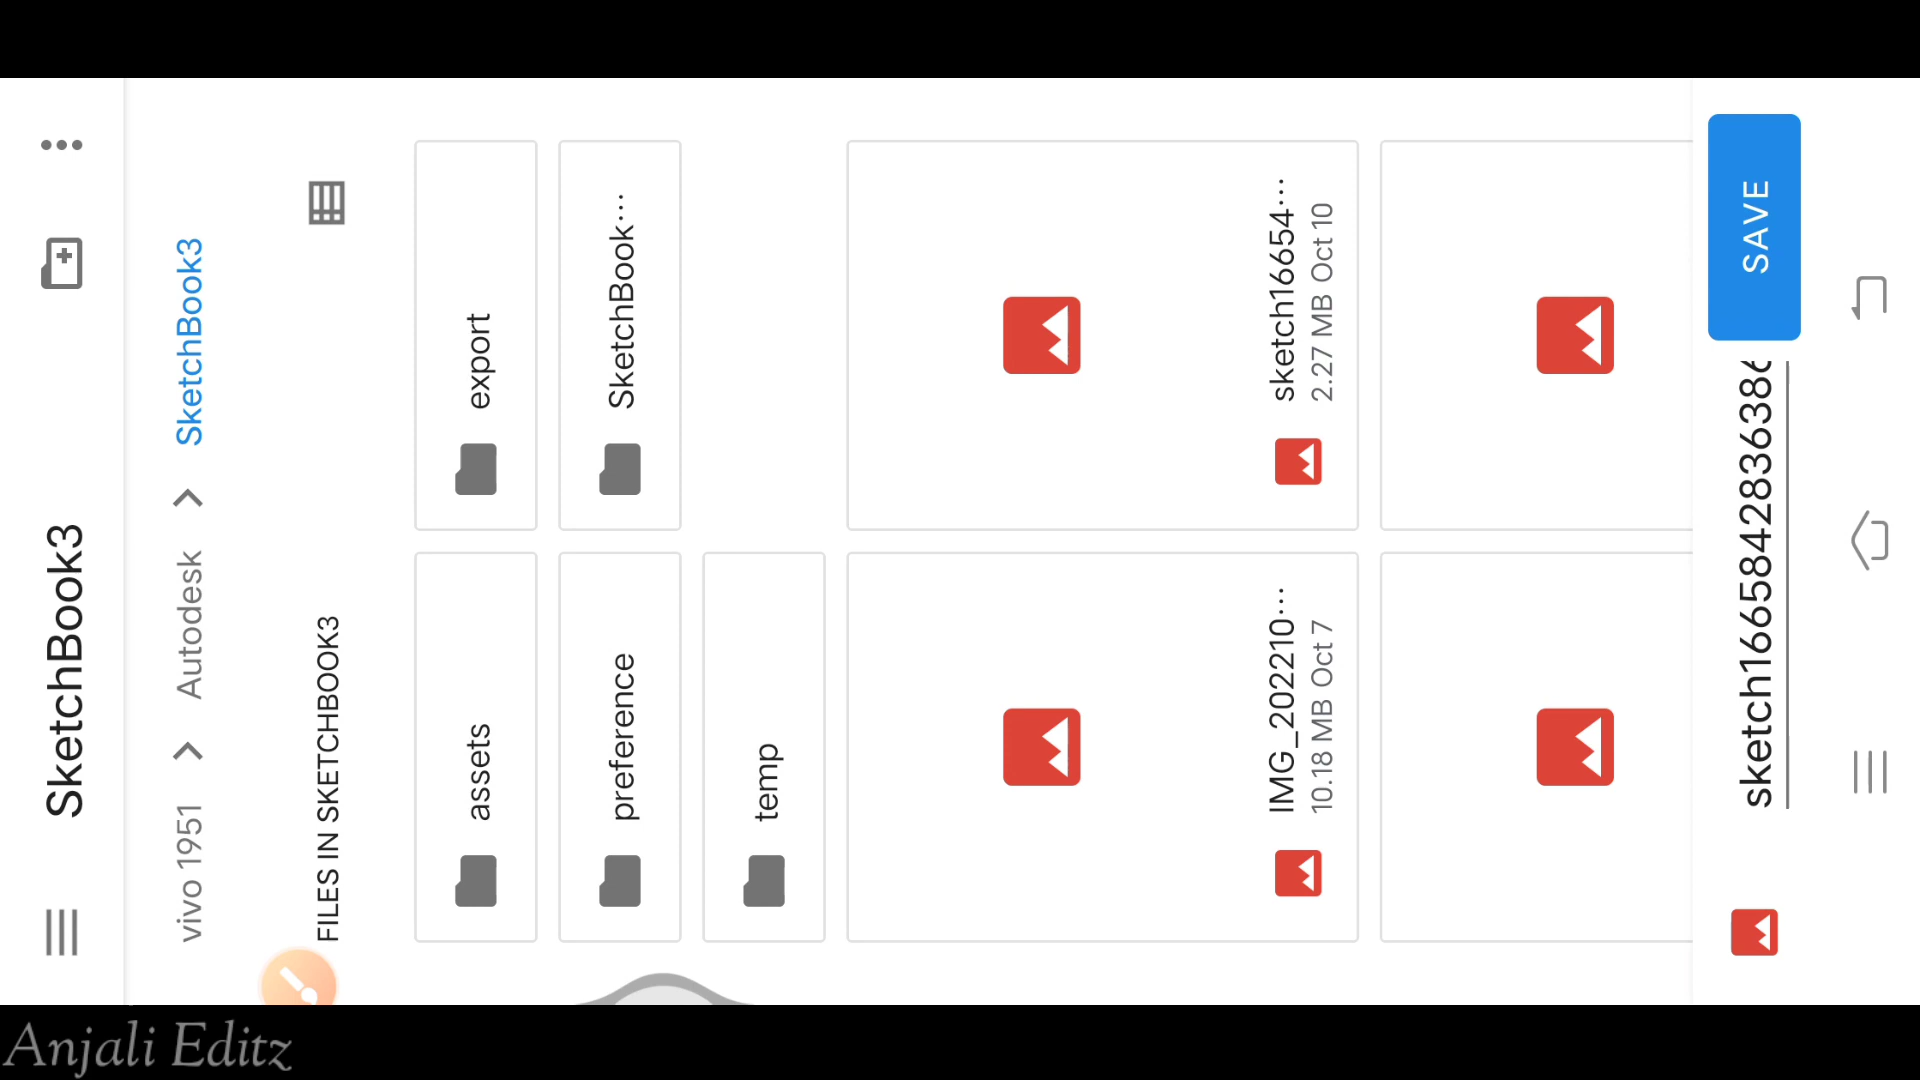 SketchBook3
vivo 1951 > Autodesk > SketchBook3
FILES IN SKETCHBOOK3
assets
export
preference
SketchBook...
temp
IMG_202210...
10.18 MB Oct 7
sketch16654...
2.27 MB Oct 10
SAVE
Anjali Editz